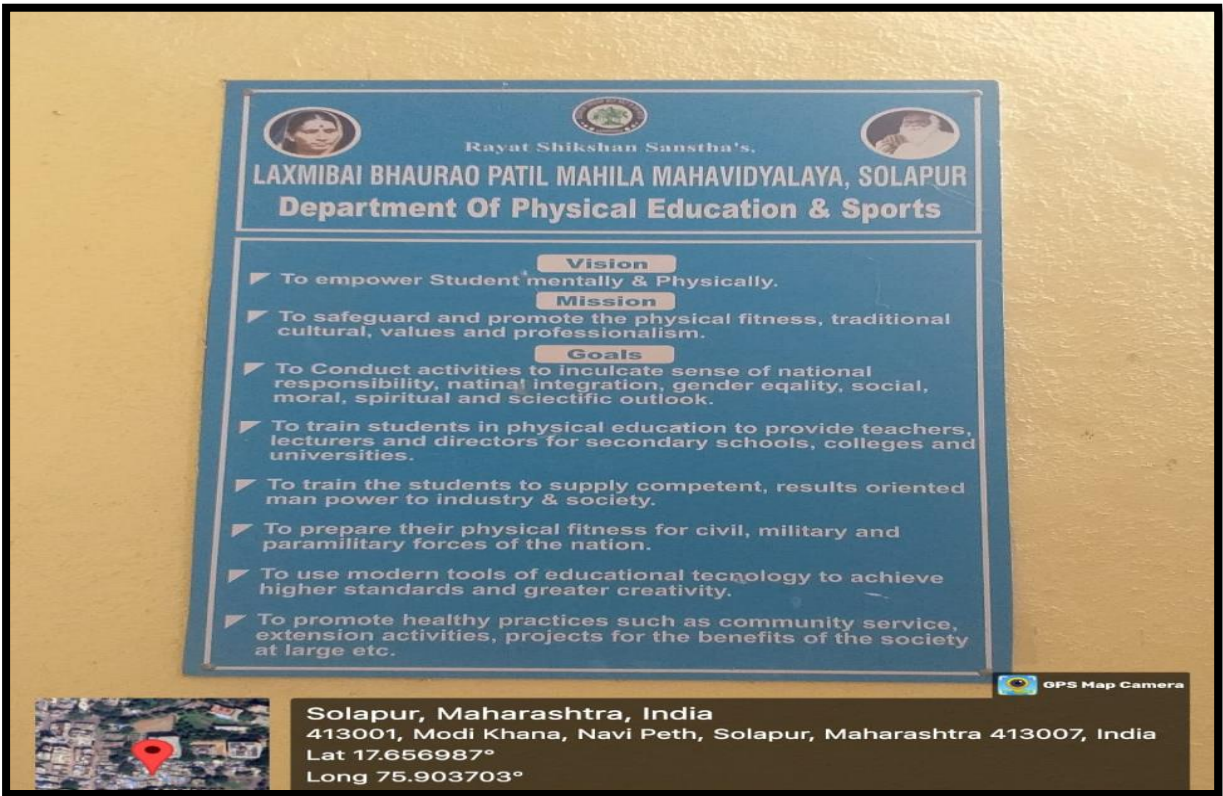 Rayat Shikshan Sanstha's,
LAXMIBAI BHAURAO PATIL MAHILA MAHAVIDYALAYA, SOLAPUR
Department Of Physical Education & Sports
Vision
To empower Student mentally & Physically.
Mission
To safeguard and promote the physical fitness, traditional
cultural, values and professionalism.
Goals
To Conduct activities to inculcate sense of national
responsibility, natinal integration, gender eqality, social,
moral, spiritual and sciectific outlook.
To train students in physical education to provide teachers,
lecturers and directors for secondary schools, colleges and
universities.
To train the students to supply competent, results oriented
man power to industry & society.
To prepare their physical fitness for civil, military and
paramilitary forces of the nation.
To use modern tools of educational tecnology to achieve
higher standards and greater creativity.
To promote healthy practices such as community service,
extension activities, projects for the benefits of the society
at large etc.
GPS Map Camera
Solapur, Maharashtra, India
413001, Modi Khana, Navi Peth, Solapur, Maharashtra 413007, India
Lat 17.656987°
Long 75.903703°